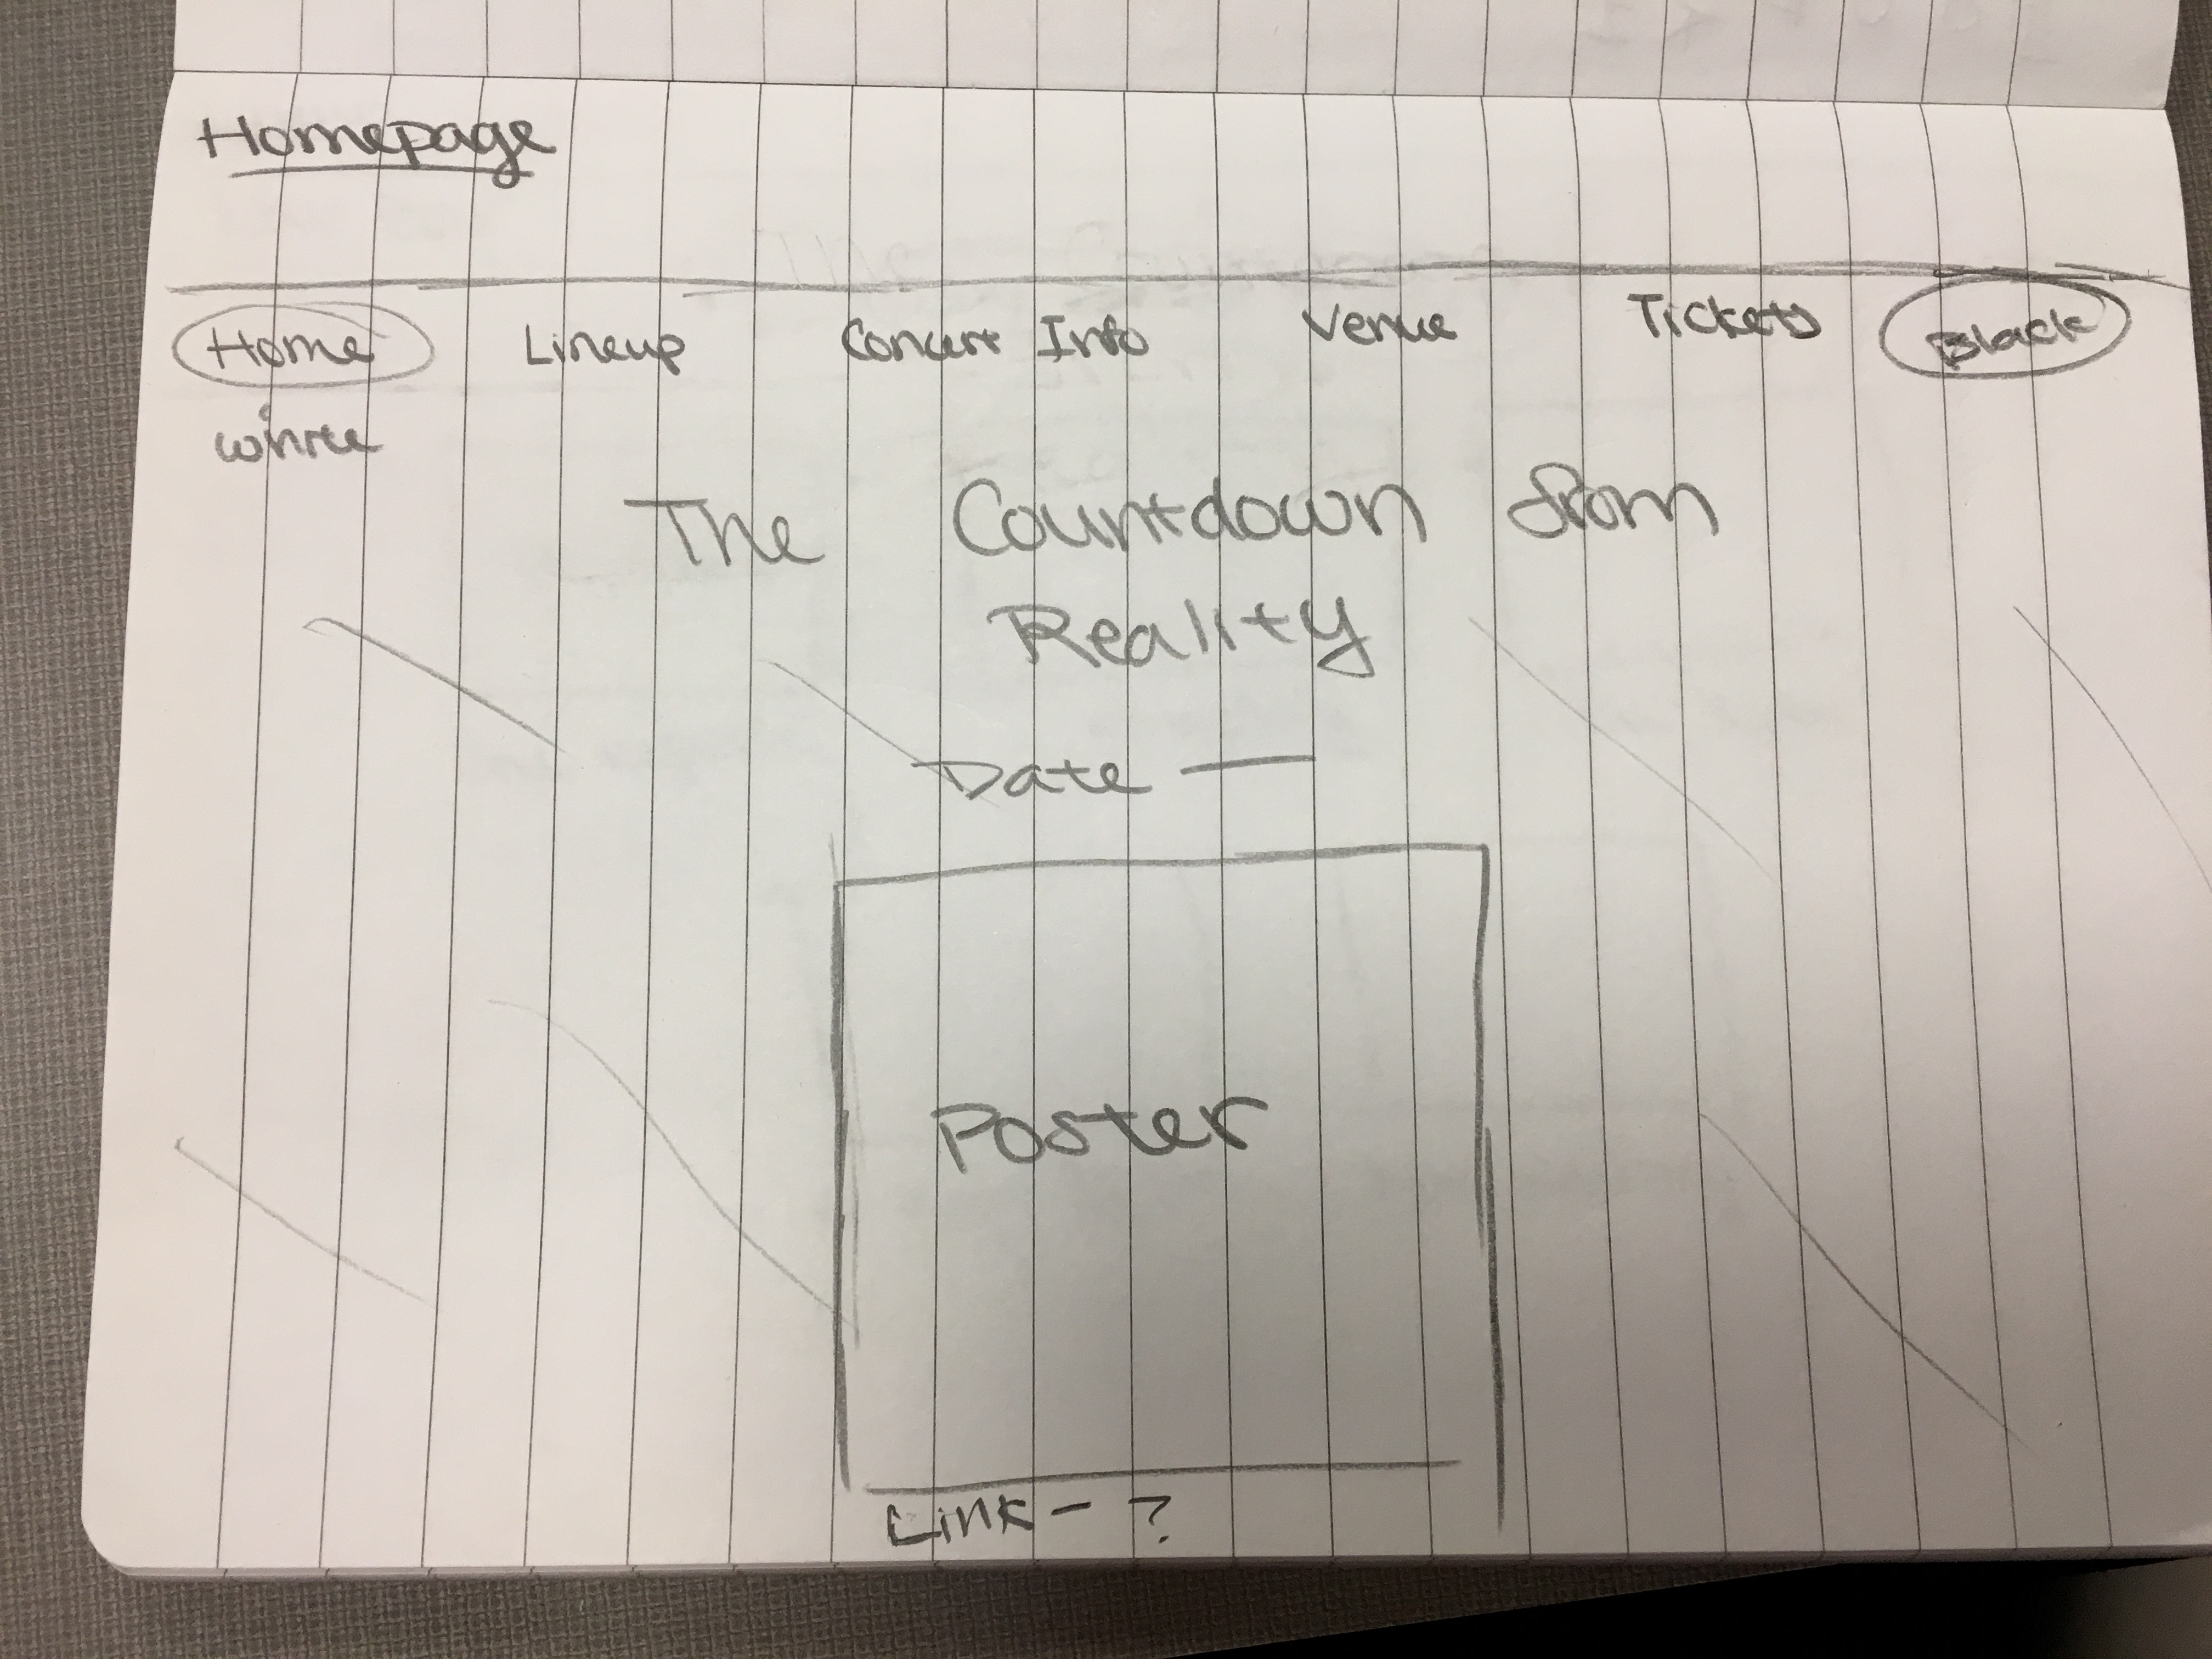 Homepage
Home Lineup Concert Info Venue Tickets Black
white
The Countdown from
Reality
Date —
Poster
Link - ?